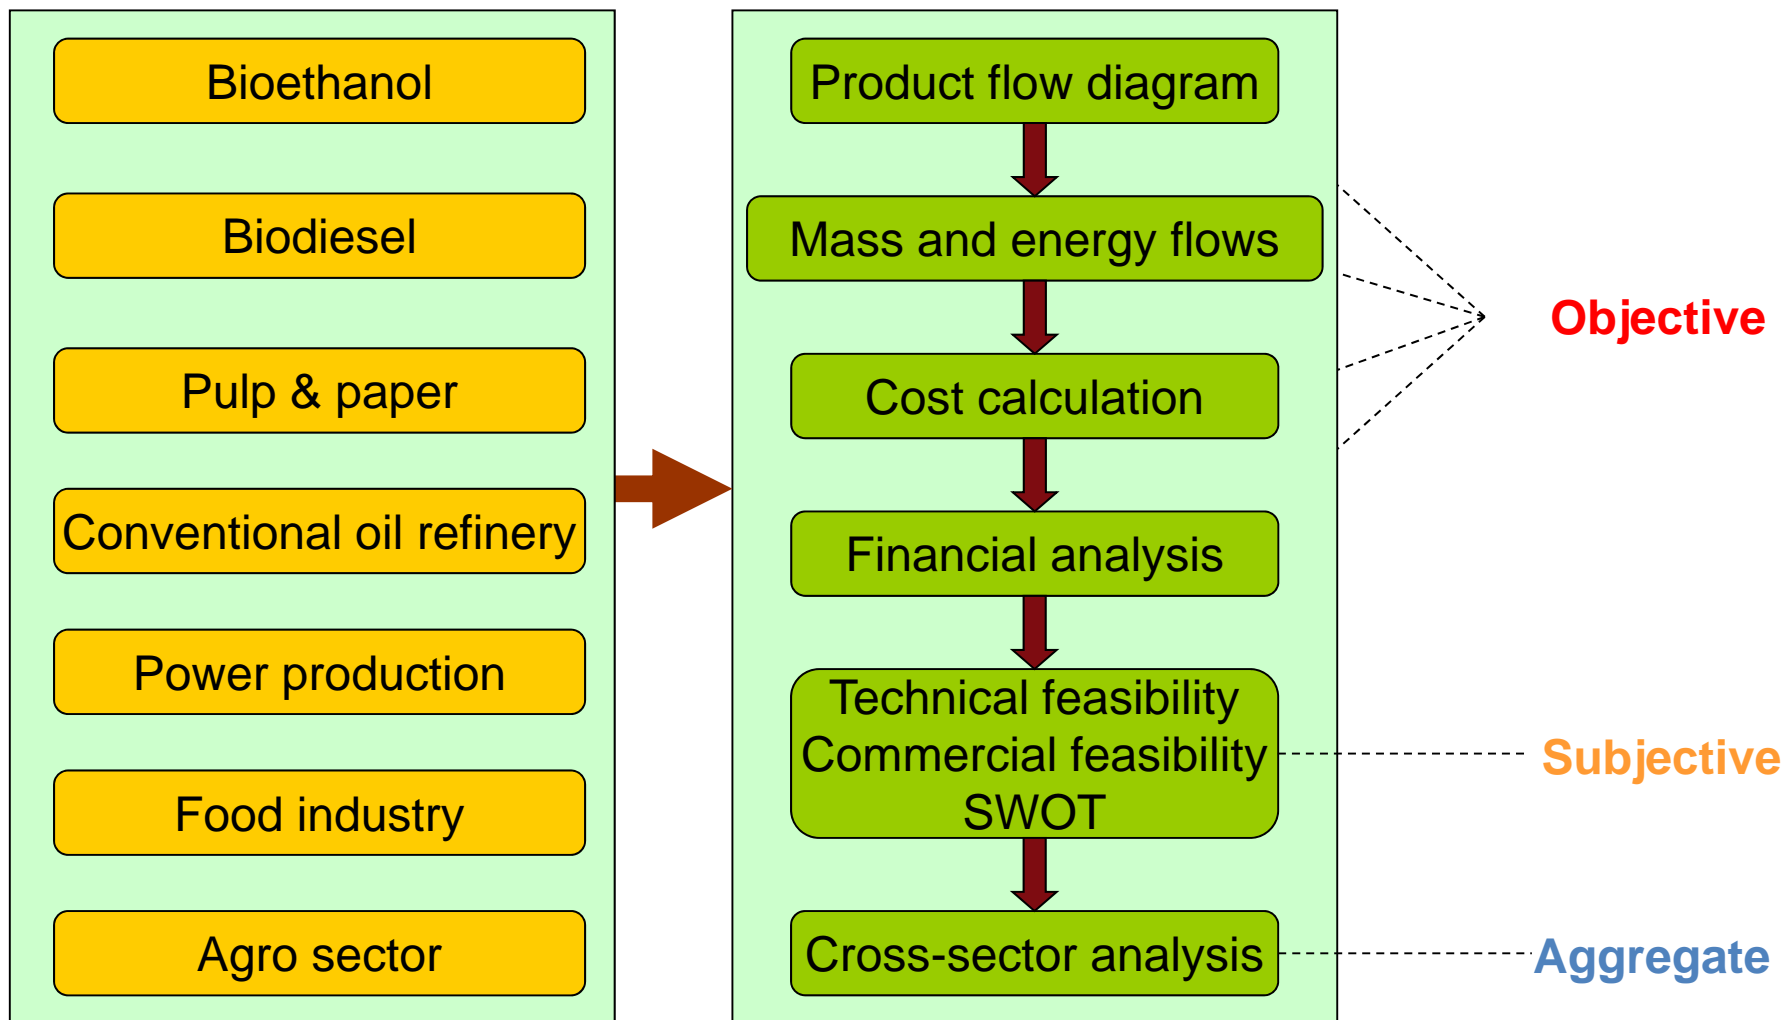 Bioethanol
Biodiesel
Pulp & paper
Conventional oil refinery
Power production
Food industry
Agro sector
Product flow diagram
Mass and energy flows
Cost calculation
Financial analysis
Technical feasibility
Commercial feasibility
SWOT
Cross-sector analysis
Objective
Subjective
Aggregate